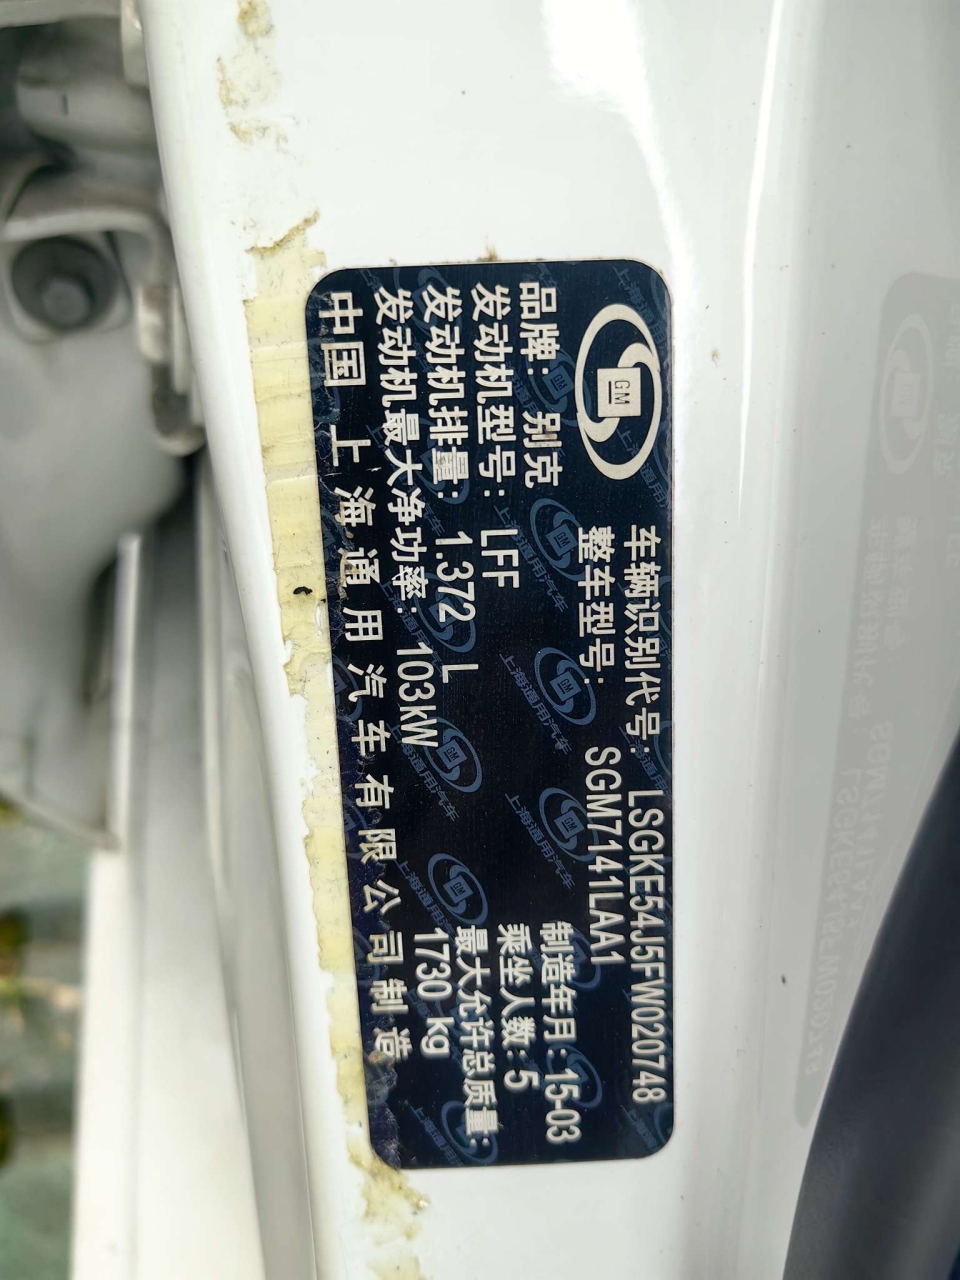 GM
车辆识别代号: LSGKE54J5FW020748
整车型号: SGM7141LAA1
品牌: 别克
制造年月: 15-03
发动机型号: LFF
乘坐人数: 5
发动机排量: 1.372 L
最大允许总质量:
发动机最大净功率: 103kW
1730 kg
中国 上海通用汽车有限公司制造